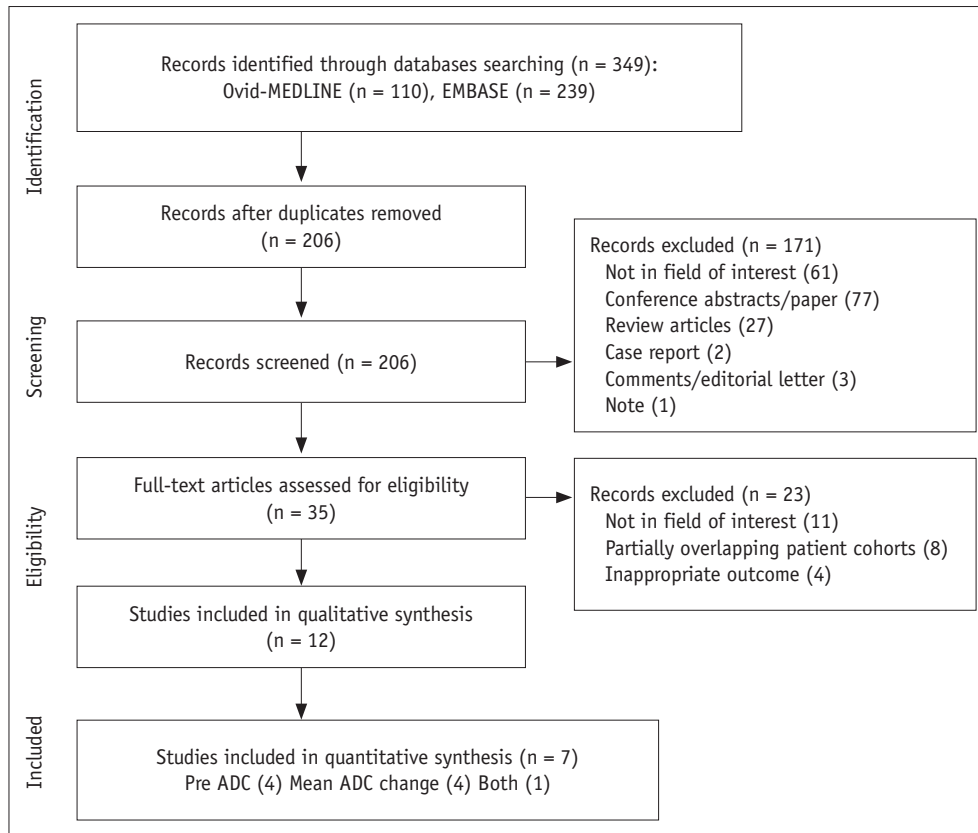 Identification
Records identified through databases searching (n = 349):
Ovid-MEDLINE (n = 110), EMBASE (n = 239)
Records after duplicates removed
(n = 206)
Screening
Records screened (n = 206)
Records excluded (n = 171)
Not in field of interest (61)
Conference abstracts/paper (77)
Review articles (27)
Case report (2)
Comments/editorial letter (3)
Note (1)
Eligibility
Full-text articles assessed for eligibility
(n = 35)
Records excluded (n = 23)
Not in field of interest (11)
Partially overlapping patient cohorts (8)
Inappropriate outcome (4)
Studies included in qualitative synthesis
(n = 12)
Included
Studies included in quantitative synthesis (n = 7)
Pre ADC (4) Mean ADC change (4) Both (1)